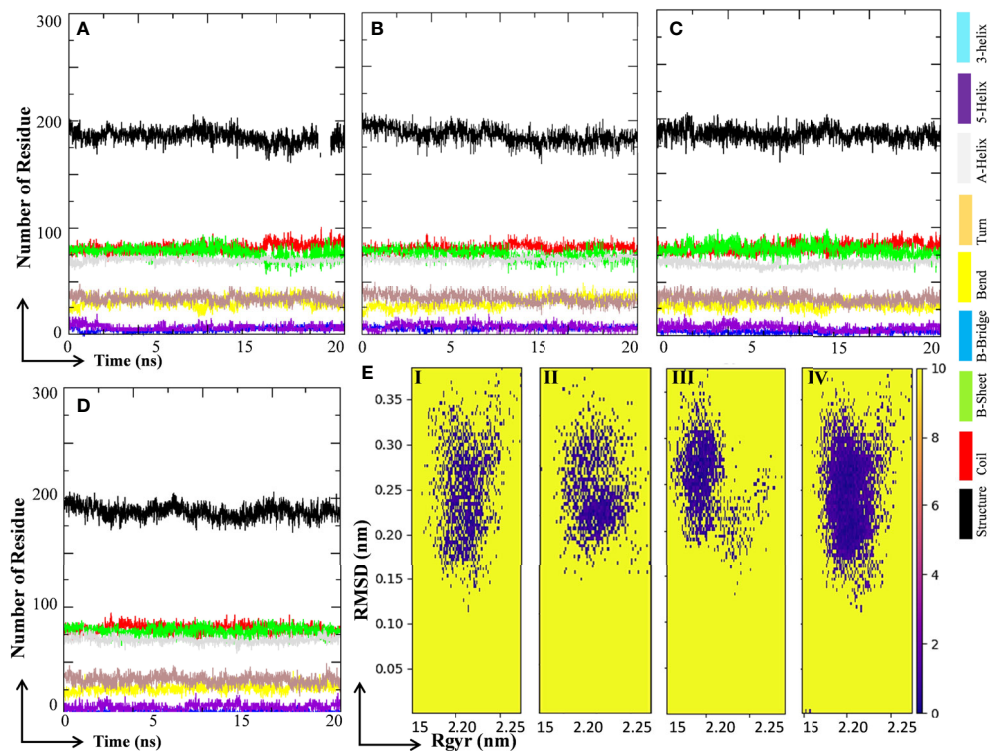 A
300
200
100
0
Number of Residue
0 5 15 20
Time (ns)
B
0 5 15 20
C
0 5 15 20
D
300
200
100
0
Number of Residue
0 5 15 20
Time (ns)
E
I II III IV
0.35
0.30
0.25
0.20
0.15
0.10
0.05
RMSD (nm)
15 2.20 2.25
15 2.20 2.25
15 2.20 2.25
15 2.20 2.25
Rgyr (nm)
10
8
6
4
2
0
3-helix
5-Helix
A-Helix
Turn
Bend
B-Bridge
B-Sheet
Coil
Structure